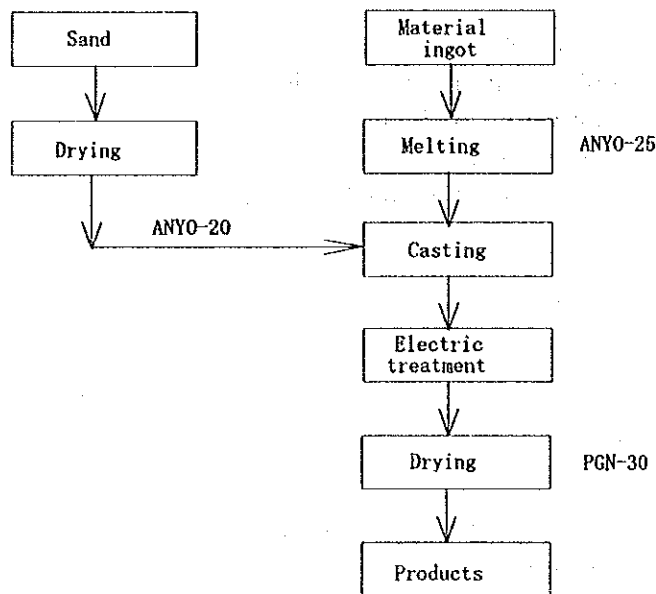 Sand
Material
ingot
Drying
Melting
ANYO-25
ANYO-20
Casting
Electric
treatment
Drying
PGN-30
Products